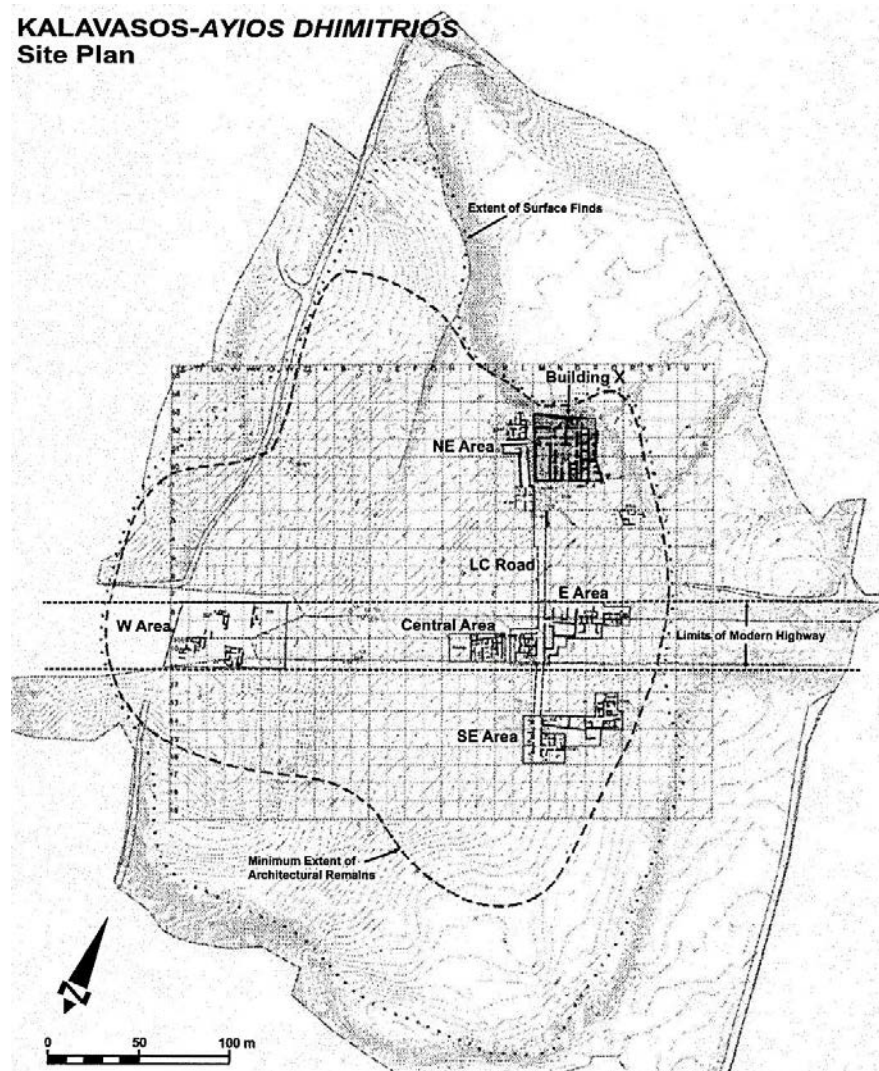 KALAVASOS-AYIOS DHIMITRIOS
Site Plan
Extent of Surface Finds
Building X
NE Area
LC Road
E Area
W Area
Central Area
Limits of Modern Highway
SE Area
Minimum Extent of
Architectural Remains
N
0 50 100 m